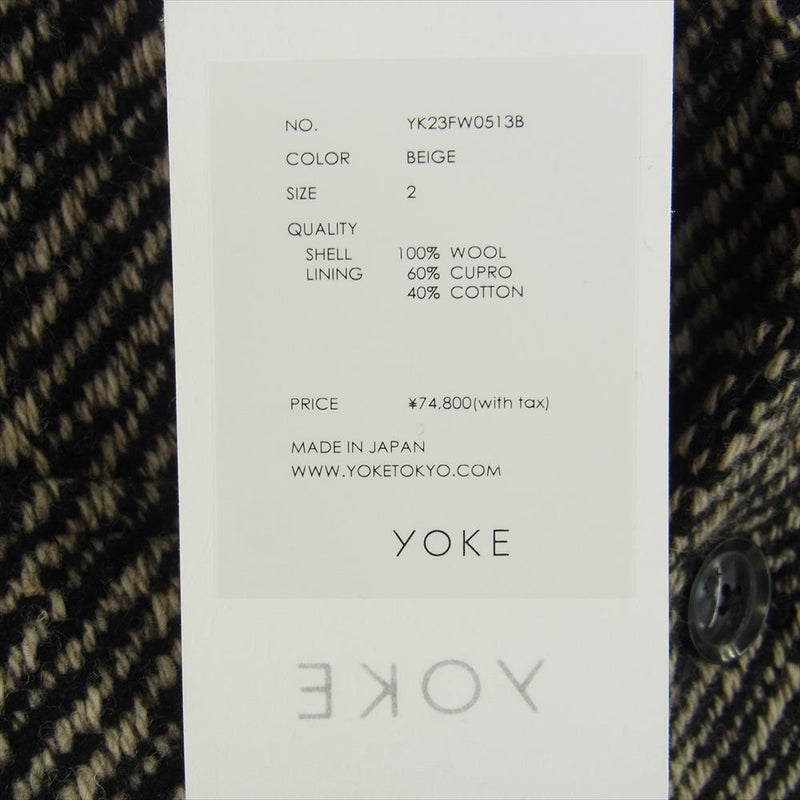 NO. YK23FW0513B
COLOR BEIGE
SIZE 2
QUALITY
SHELL 100% WOOL
LINING 60% CUPRO
40% COTTON
PRICE ¥74,800(with tax)
MADE IN JAPAN
WWW.YOKETOKYO.COM
YOKE
YOKE